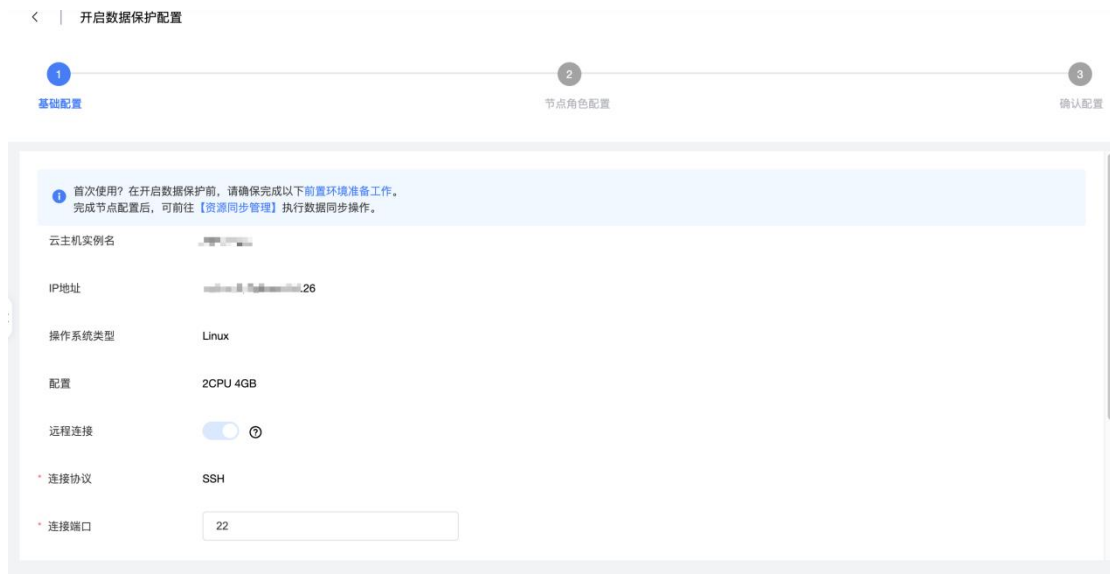 开启数据保护配置
1
2
3
基础配置
节点角色配置
确认配置
首次使用？在开启数据保护前，请确保完成以下前置环境准备工作。
完成节点配置后，可前往【资源同步管理】执行数据同步操作。
云主机实例名
IP地址 .26
操作系统类型 Linux
配置 2CPU 4GB
远程连接
* 连接协议 SSH
* 连接端口 22